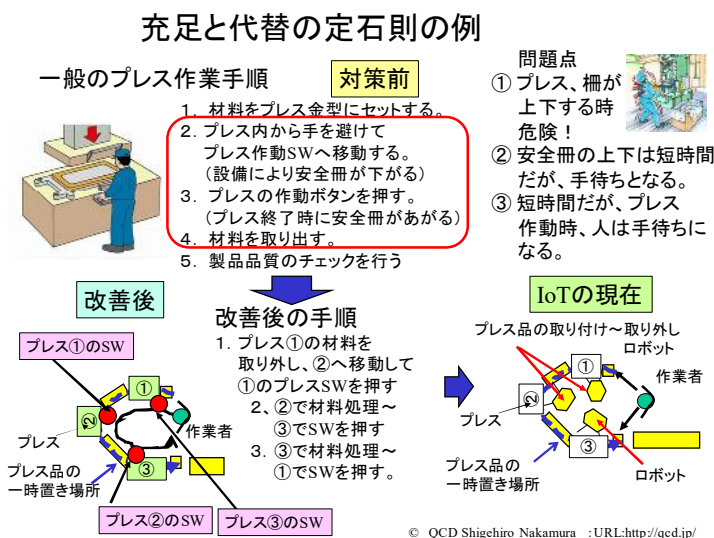 充足と代替の定石則の例
一般のプレス作業手順
対策前
1. 材料をプレス金型にセットする。
2. プレス内から手を避けて
プレス作動SWへ移動する。
(設備により安全冊が下がる)
3. プレスの作動ボタンを押す。
(プレス終了時に安全冊があがる)
4. 材料を取り出す。
5. 製品品質のチェックを行う
問題点
① プレス、柵が
上下する時
危険！
② 安全冊の上下は短時間
だが、手待ちとなる。
③ 短時間だが、プレス
作動時、人は手待ちに
なる。
改善後
プレス①のSW
①
②
③
プレス
作業者
プレス品の
一時置き場所
プレス②のSW
プレス③のSW
改善後の手順
1. プレス①の材料を
取り外し、②へ移動して
①のプレスSWを押す
2、②で材料処理～
③でSWを押す
3. ③で材料処理～
①でSWを押す。
IoTの現在
プレス品の取り付け～取り外し
ロボット
①
作業者
②
プレス
③
プレス品の
一時置き場所
ロボット
© QCD Shigehiro Nakamura :URL:http://qcd.jp/